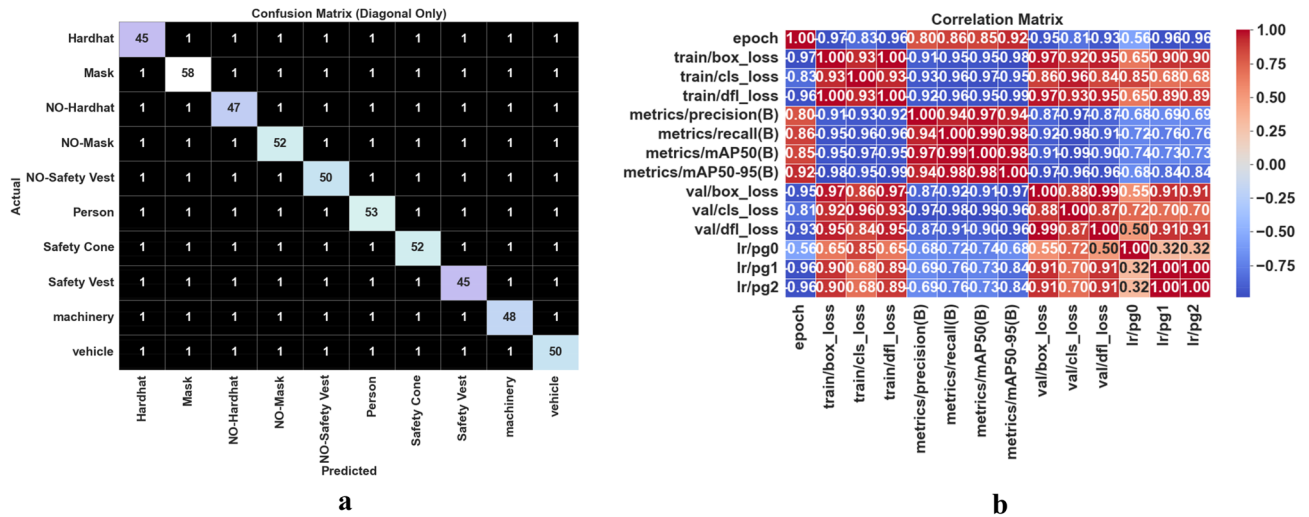 Confusion Matrix (Diagonal Only)
Actual
Hardhat 45 1 1 1 1 1 1 1 1 1
Mask 1 58 1 1 1 1 1 1 1 1
NO-Hardhat 1 1 47 1 1 1 1 1 1 1
NO-Mask 1 1 1 52 1 1 1 1 1 1
NO-Safety Vest 1 1 1 1 50 1 1 1 1 1
Person 1 1 1 1 1 53 1 1 1 1
Safety Cone 1 1 1 1 1 1 52 1 1 1
Safety Vest 1 1 1 1 1 1 1 45 1 1
machinery 1 1 1 1 1 1 1 1 48 1
vehicle 1 1 1 1 1 1 1 1 1 50
Hardhat Mask NO-Hardhat NO-Mask NO-Safety Vest Person Safety Cone Safety Vest machinery vehicle
Predicted
a
Correlation Matrix
epoch 1.00 -0.97 -0.83 -0.96 0.80 0.86 0.85 0.92 -0.95 -0.81 -0.93 -0.56 -0.96 -0.96
train/box_loss -0.97 1.00 0.93 1.00 -0.91 -0.95 -0.95 -0.98 0.97 0.92 0.95 0.65 0.90 0.90
train/cls_loss -0.83 0.93 1.00 0.93 -0.93 -0.96 -0.97 -0.95 0.86 0.96 0.84 0.85 0.68 0.68
train/dfl_loss -0.96 1.00 0.93 1.00 -0.92 -0.96 -0.95 -0.99 0.97 0.93 0.95 0.65 0.89 0.89
metrics/precision(B) 0.80 -0.91 -0.93 -0.92 1.00 0.94 0.97 0.94 -0.87 -0.97 -0.87 -0.68 -0.69 -0.69
metrics/recall(B) 0.86 -0.95 -0.96 -0.96 0.94 1.00 0.99 0.98 -0.92 -0.98 -0.91 -0.72 -0.76 -0.76
metrics/mAP50(B) 0.85 -0.95 -0.97 -0.95 0.97 0.99 1.00 0.98 -0.91 -0.99 -0.90 -0.74 -0.73 -0.73
metrics/mAP50-95(B) 0.92 -0.98 -0.95 -0.99 0.94 0.98 0.98 1.00 -0.97 -0.96 -0.96 -0.68 -0.84 -0.84
val/box_loss -0.95 0.97 0.86 0.97 -0.87 -0.92 -0.91 -0.97 1.00 0.88 0.99 0.55 0.91 0.91
val/cls_loss -0.81 0.92 0.96 0.93 -0.97 -0.98 -0.99 -0.96 0.88 1.00 0.87 0.72 0.70 0.70
val/dfl_loss -0.93 0.95 0.84 0.95 -0.87 -0.91 -0.90 -0.96 0.99 0.87 1.00 0.50 0.91 0.91
lr/pg0 -0.56 0.65 0.85 0.65 -0.68 -0.72 -0.74 -0.68 0.55 0.72 0.50 1.00 0.32 0.32
lr/pg1 -0.96 0.90 0.68 0.89 -0.69 -0.76 -0.73 -0.84 0.91 0.70 0.91 0.32 1.00 1.00
lr/pg2 -0.96 0.90 0.68 0.89 -0.69 -0.76 -0.73 -0.84 0.91 0.70 0.91 0.32 1.00 1.00
epoch train/box_loss train/cls_loss train/dfl_loss metrics/precision(B) metrics/recall(B) metrics/mAP50(B) metrics/mAP50-95(B) val/box_loss val/cls_loss val/dfl_loss lr/pg0 lr/pg1 lr/pg2
1.00
0.75
0.50
0.25
0.00
−0.25
−0.50
−0.75
b